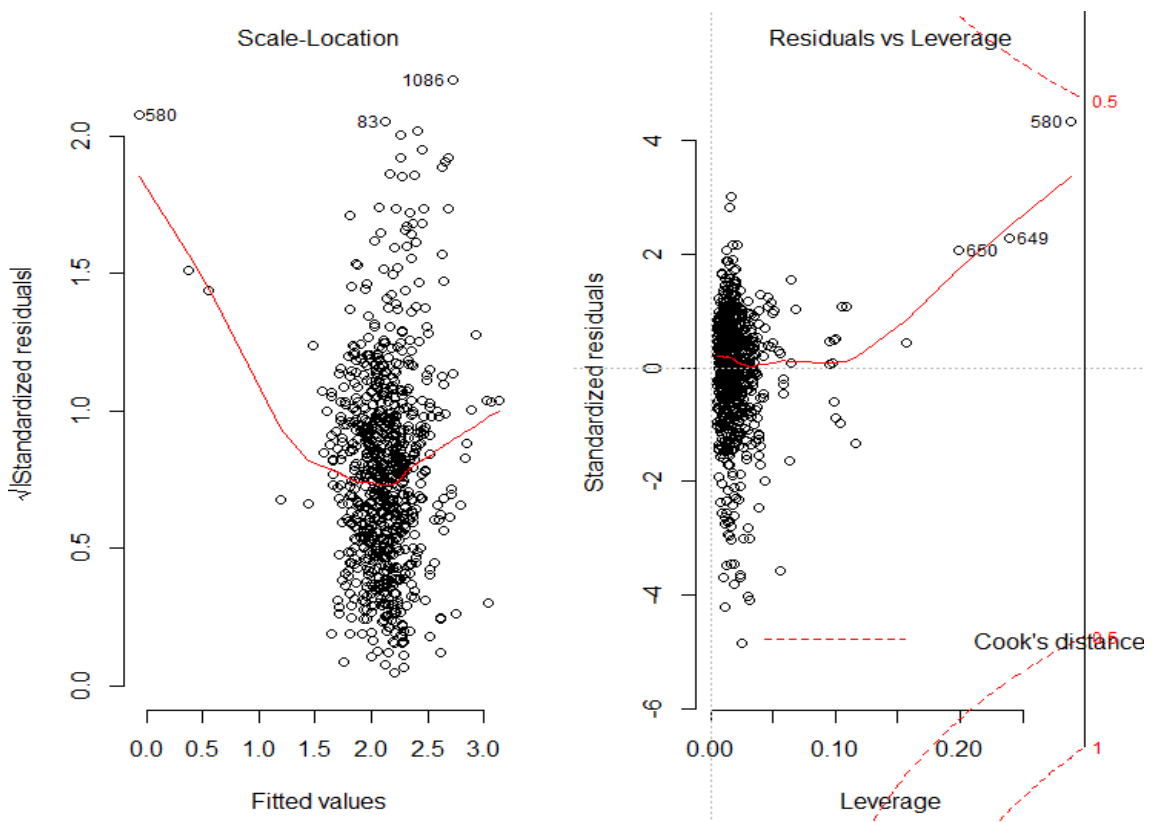 Scale-Location
√|Standardized residuals|
2.0
1.5
1.0
0.5
0.0
580
1086
83
0.0 0.5 1.0 1.5 2.0 2.5 3.0
Fitted values
Residuals vs Leverage
Standardized residuals
4
2
0
-2
-4
-6
0.5
580
650
649
Cook's distance
0.5
1
0.00 0.10 0.20
Leverage